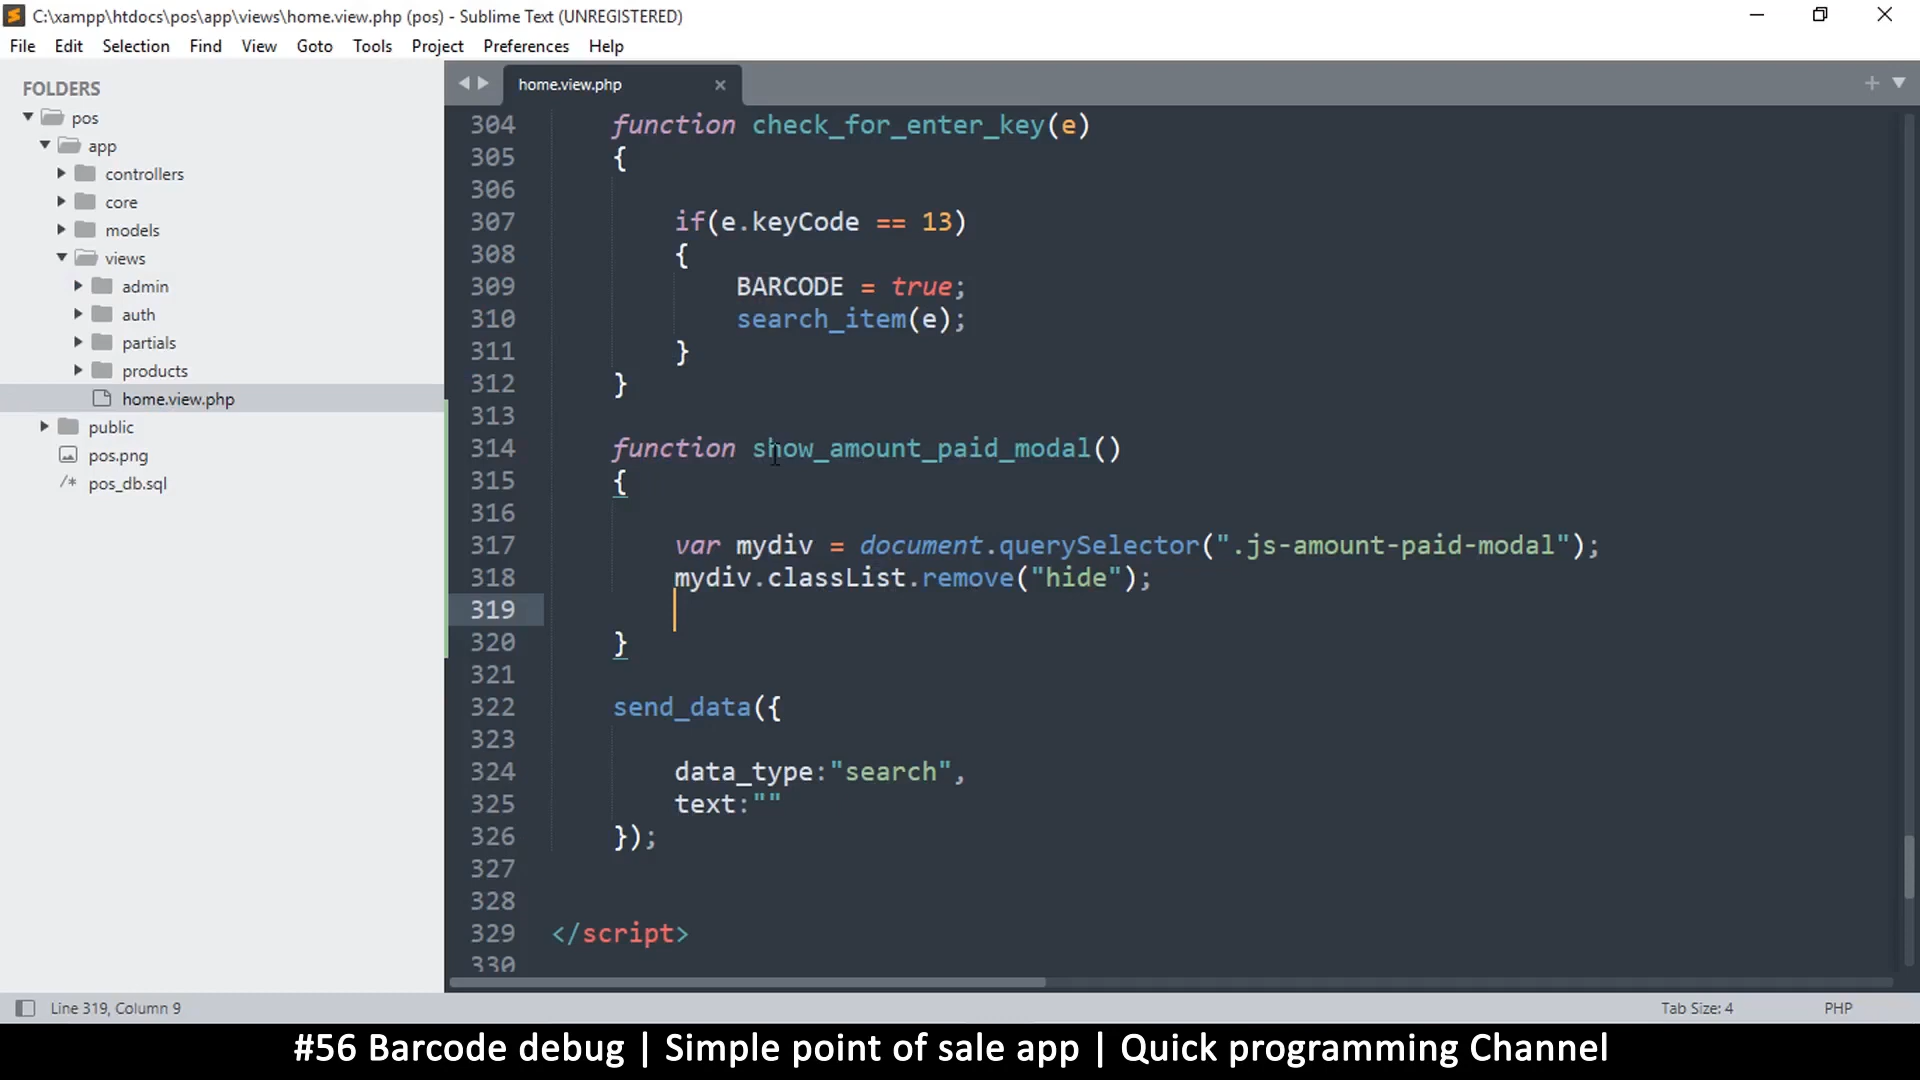 C:\xampp\htdocs\pos\app\views\home.view.php (pos) - Sublime Text (UNREGISTERED)
File Edit Selection Find View Goto Tools Project Preferences Help
FOLDERS
pos
app
controllers
core
models
views
admin
auth
partials
products
home.view.php
public
pos.png
/* pos_db.sql
home.view.php
304 function check_for_enter_key(e)
305 {
306
307 if(e.keyCode == 13)
308 {
309 BARCODE = true;
310 search_item(e);
311 }
312 }
313
314 function show_amount_paid_modal()
315 {
316
317 var mydiv = document.querySelector(".js-amount-paid-modal");
318 mydiv.classList.remove("hide");
319
320 }
321
322 send_data({
323
324 data_type:"search",
325 text:""
326 });
327
328
329 </script>
330
Line 319, Column 9
Tab Size: 4
PHP
#56 Barcode debug | Simple point of sale app | Quick programming Channel